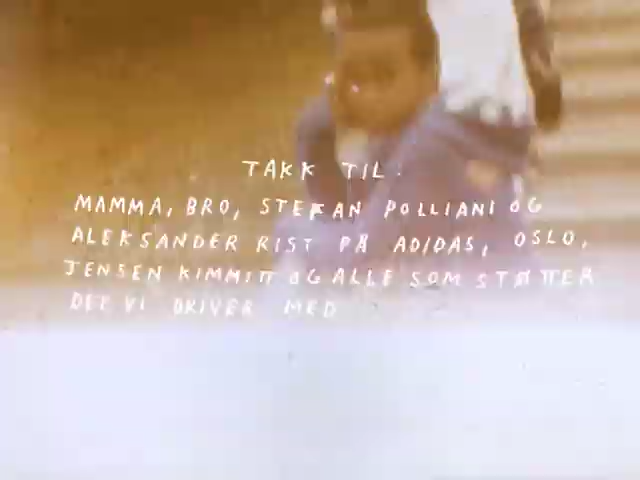 TAKK TIL:
MAMMA, BRO, STEFAN POLLIANI OG
ALEKSANDER RIST PÅ ADIDAS, OSLO,
JENSEN KIMMITT OG ALLE SOM STØTTER
DET VI DRIVER MED